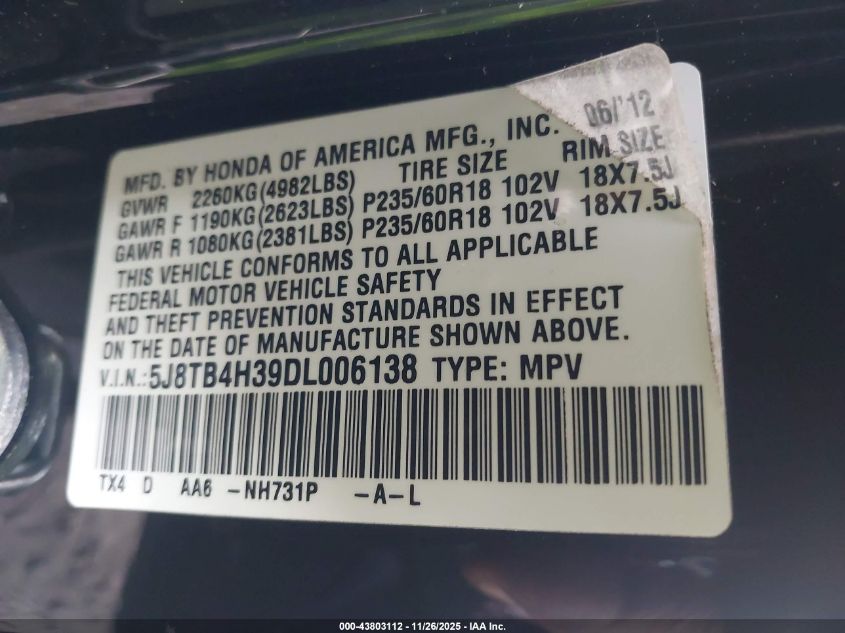 MFD. BY HONDA OF AMERICA MFG., INC. 06/'12
GVWR 2260KG(4982LBS) TIRE SIZE RIM SIZE
GAWR F 1190KG(2623LBS) P235/60R18 102V 18X7.5J
GAWR R 1080KG(2381LBS) P235/60R18 102V 18X7.5J
THIS VEHICLE CONFORMS TO ALL APPLICABLE
FEDERAL MOTOR VEHICLE SAFETY
AND THEFT PREVENTION STANDARDS IN EFFECT
ON THE DATE OF MANUFACTURE SHOWN ABOVE.
V.I.N.:5J8TB4H39DL006138 TYPE: MPV
TX4 D AA6 -NH731P -A-L
000-43803112 - 11/26/2025 - IAA Inc.